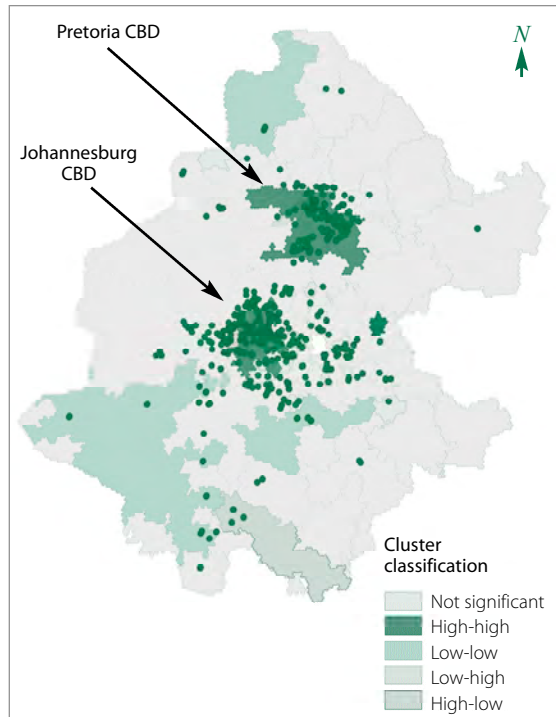 Pretoria CBD
N
Johannesburg
CBD
Cluster
classification
Not significant
High-high
Low-low
Low-high
High-low